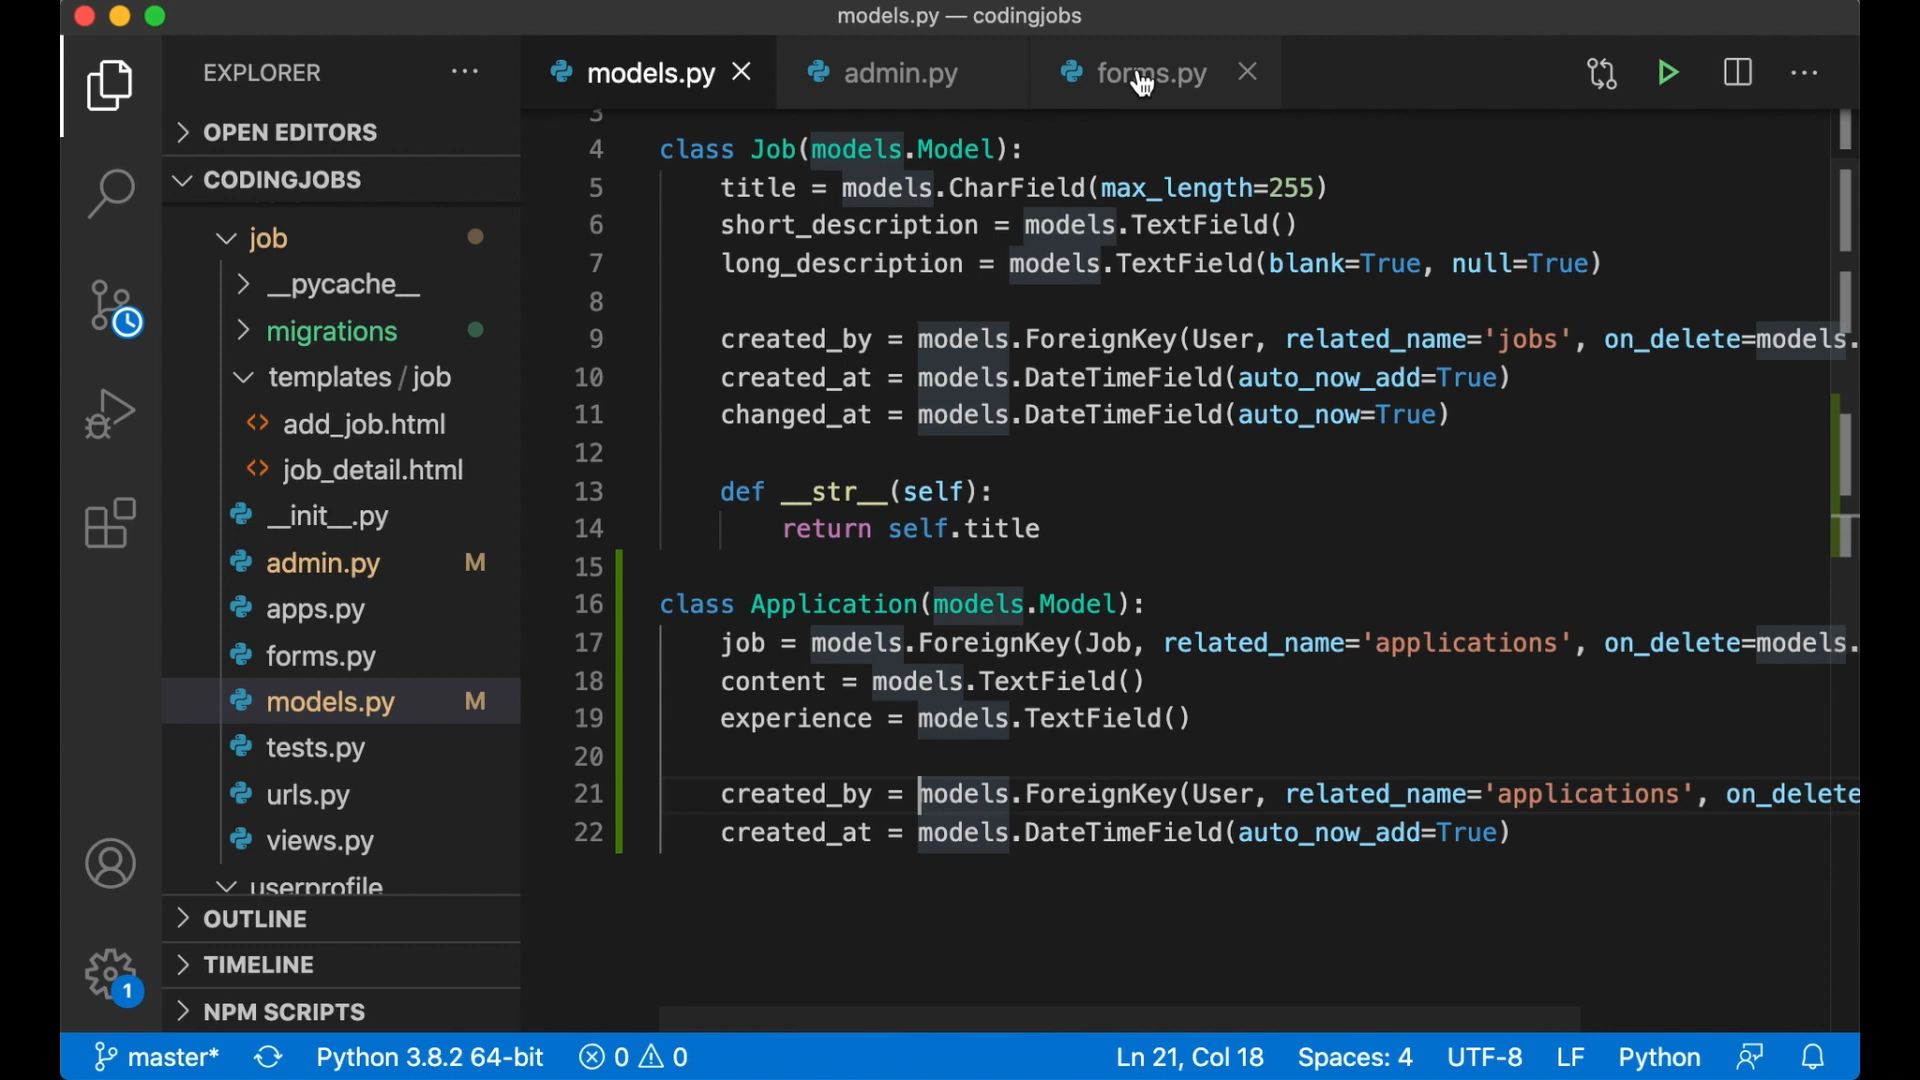 models.py — codingjobs
EXPLORER
models.py
admin.py
forms.py
OPEN EDITORS
CODINGJOBS
job
__pycache__
migrations
templates / job
add_job.html
job_detail.html
__init__.py
admin.py M
apps.py
forms.py
models.py M
tests.py
urls.py
views.py
userprofile
OUTLINE
TIMELINE
NPM SCRIPTS
3
4 class Job(models.Model):
5 title = models.CharField(max_length=255)
6 short_description = models.TextField()
7 long_description = models.TextField(blank=True, null=True)
8
9 created_by = models.ForeignKey(User, related_name='jobs', on_delete=models.
10 created_at = models.DateTimeField(auto_now_add=True)
11 changed_at = models.DateTimeField(auto_now=True)
12
13 def __str__(self):
14 return self.title
15
16 class Application(models.Model):
17 job = models.ForeignKey(Job, related_name='applications', on_delete=models.
18 content = models.TextField()
19 experience = models.TextField()
20
21 created_by = models.ForeignKey(User, related_name='applications', on_delete
22 created_at = models.DateTimeField(auto_now_add=True)
1
master* Python 3.8.2 64-bit 0 0 Ln 21, Col 18 Spaces: 4 UTF-8 LF Python